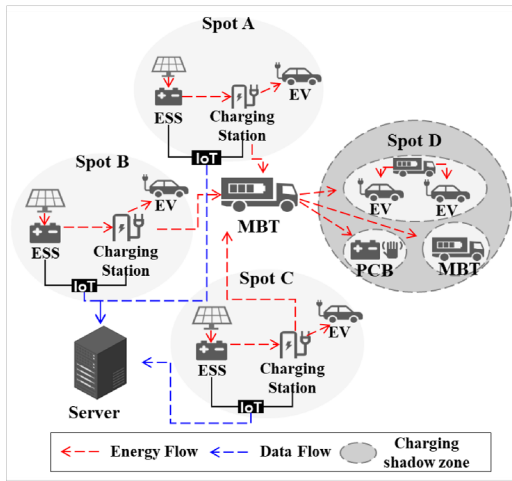 Spot A
EV
ESS
Charging
Station
IoT
Spot B
EV
ESS
Charging
Station
IoT
MBT
Spot D
EV
EV
PCB
MBT
Spot C
EV
ESS
Charging
Station
IoT
Server
Energy Flow
Data Flow
Charging
shadow zone